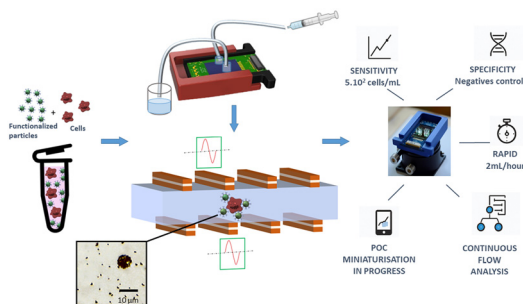 SENSITIVITY
5.10² cells/mL
SPECIFICITY
Negatives control
Functionalized
particles
+
Cells
RAPID
2mL/hour
POC
MINIATURISATION
IN PROGRESS
CONTINUOUS
FLOW
ANALYSIS
10 µm